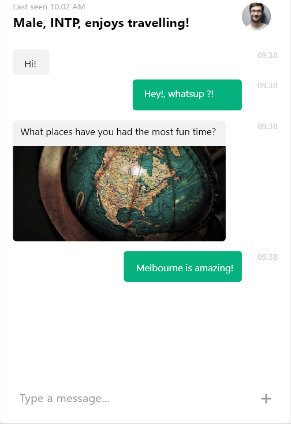 Last seen 10.02 AM
Male, INTP, enjoys travelling!
09.38
Hi!
09.38
Hey!, whatsup ?!
09.38
What places have you had the most fun time?
09.38
Melbourne is amazing!
Type a message...
+